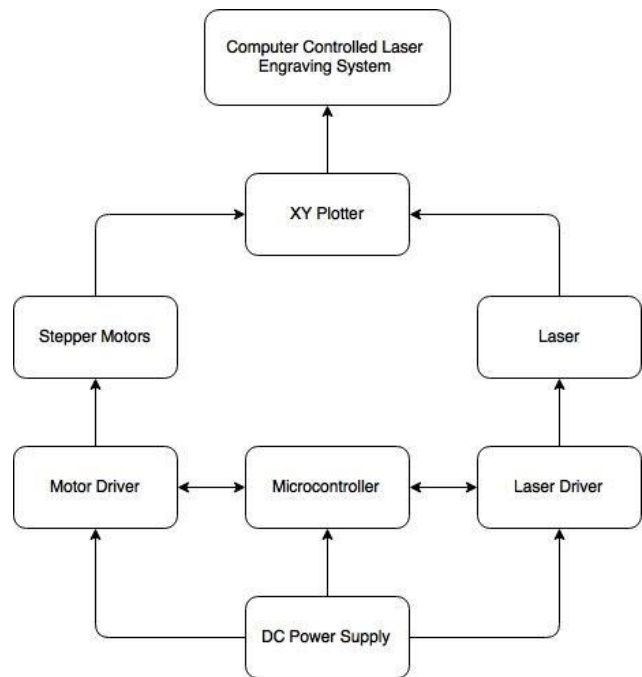 Computer Controlled Laser
Engraving System
XY Plotter
Stepper Motors
Laser
Motor Driver
Microcontroller
Laser Driver
DC Power Supply